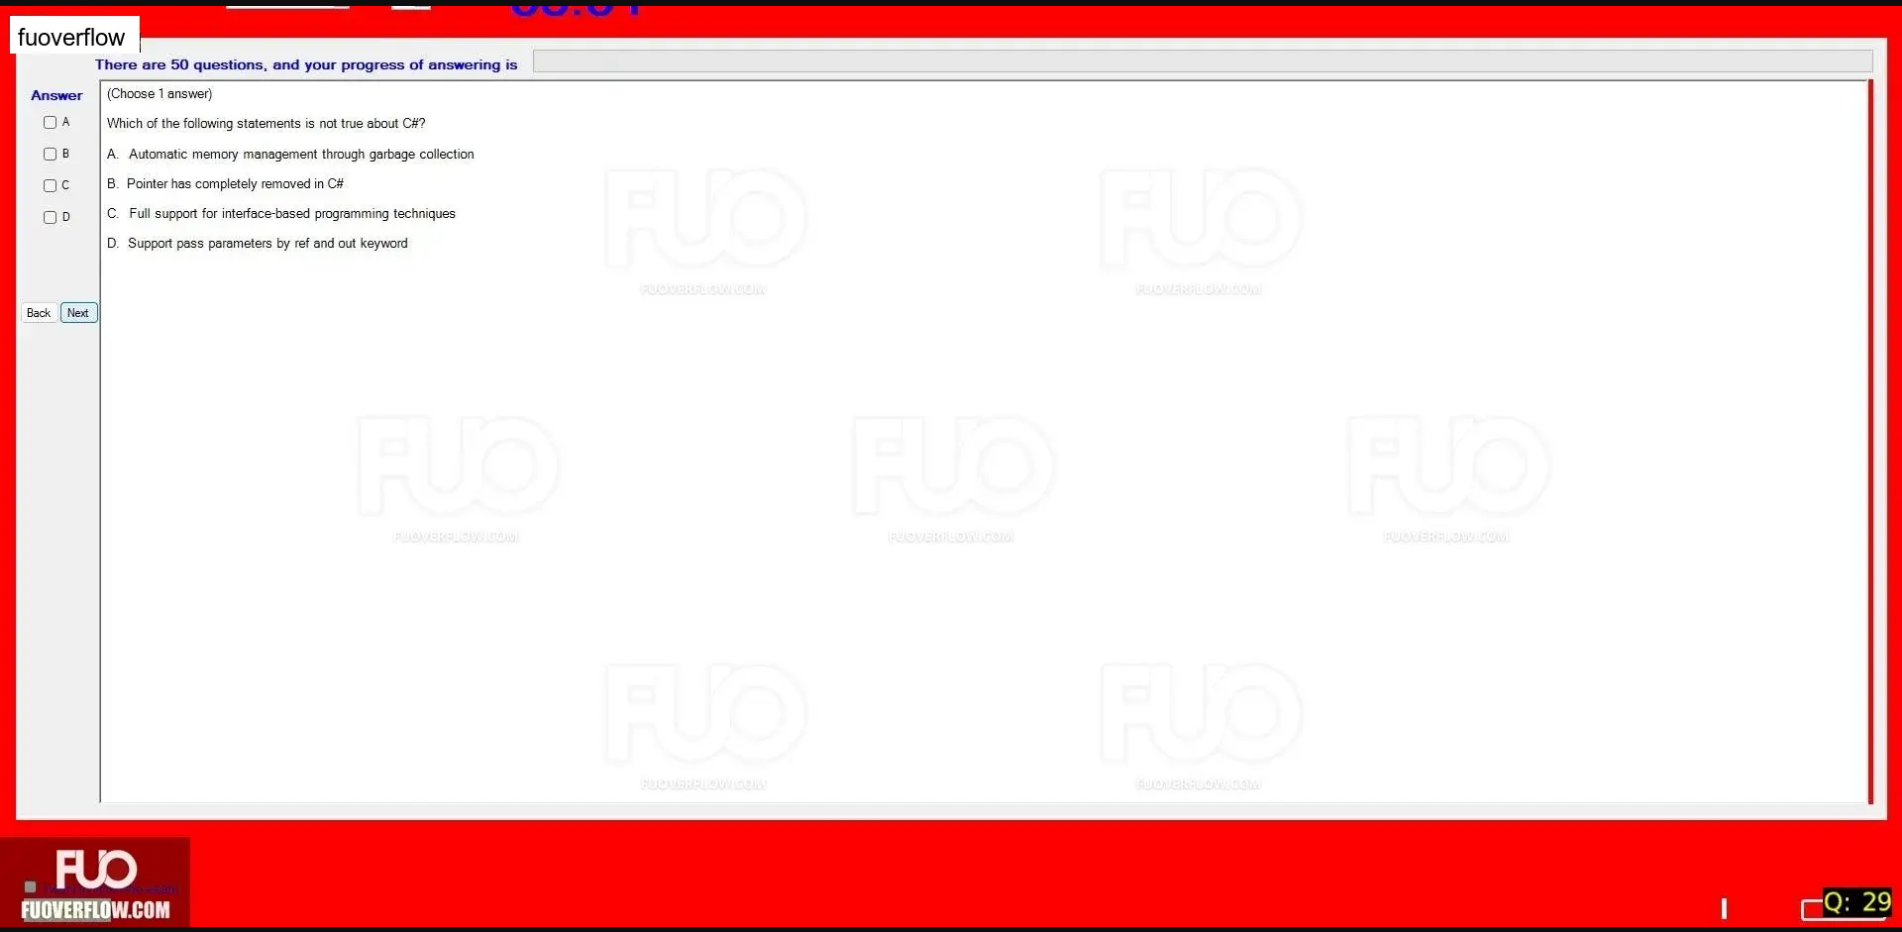 fuoverflow
There are 50 questions, and your progress of answering is
Answer
(Choose 1 answer)
A
Which of the following statements is not true about C#?
B
A. Automatic memory management through garbage collection
C
B. Pointer has completely removed in C#
D
C. Full support for interface-based programming techniques
D. Support pass parameters by ref and out keyword
Back Next
FUO FUO
FUOVERFLOW.COM FUOVERFLOW.COM
FUO FUO FUO
FUOVERFLOW.COM FUOVERFLOW.COM FUOVERFLOW.COM
FUO FUO
FUOVERFLOW.COM FUOVERFLOW.COM
FUO
FUOVERFLOW.COM
Q: 29